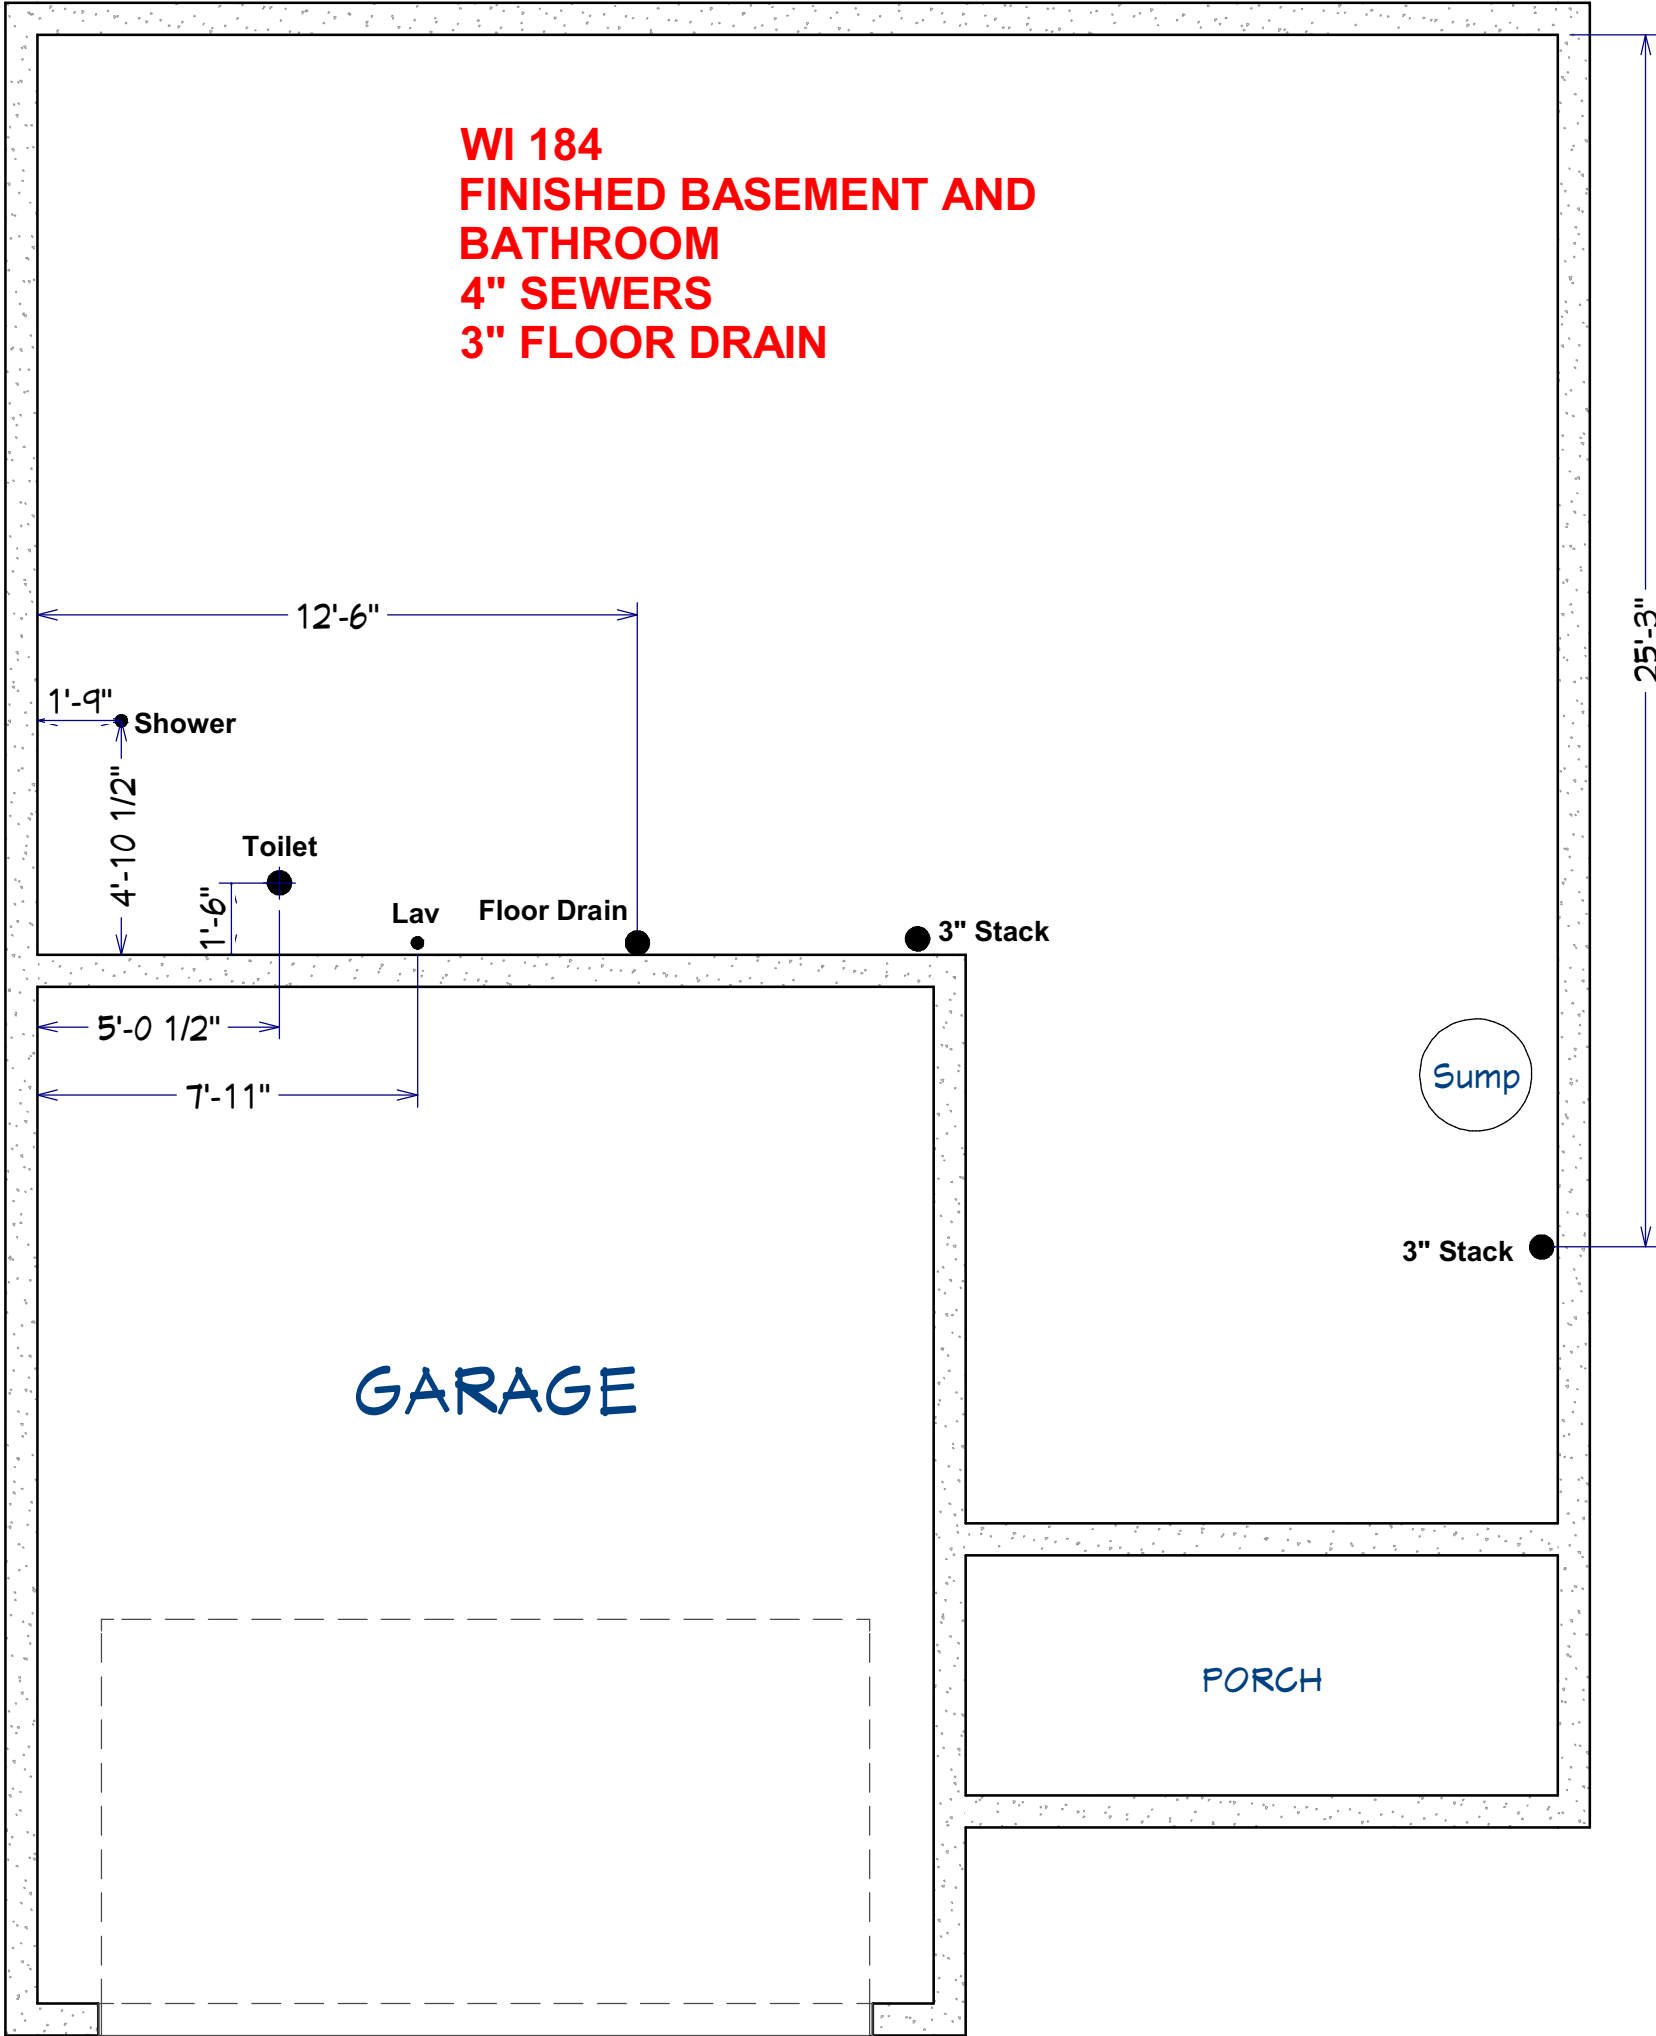 WI 184
FINISHED BASEMENT AND
BATHROOM
4" SEWERS
3" FLOOR DRAIN
25'-3"
12'-6"
1'-9"
Shower
4'-10 1/2"
Toilet
1'-6"
Lav
Floor Drain
3" Stack
5'-0 1/2"
7'-11"
Sump
3" Stack
GARAGE
PORCH